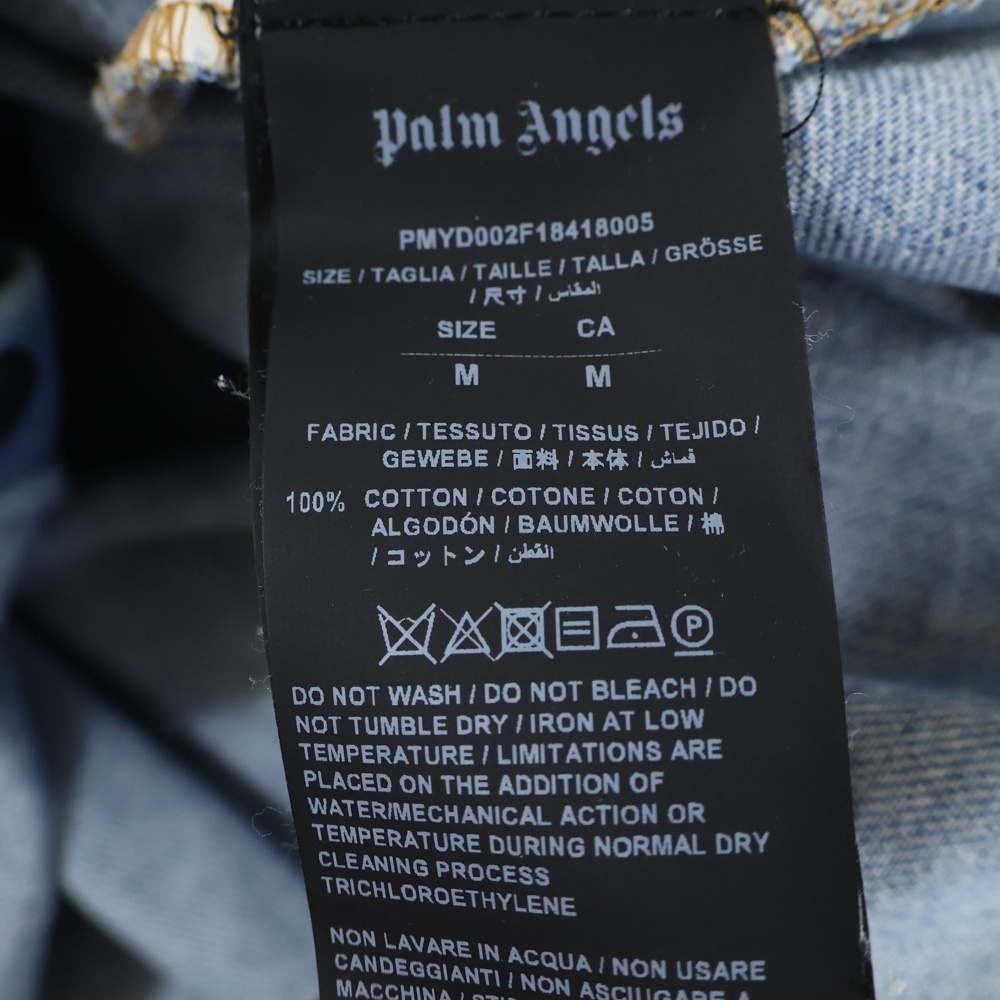 Palm Angels
PMYD002F18418005
SIZE / TAGLIA / TAILLE / TALLA / GRÖSSE
/ 尺寸 / المقاس
SIZE CA
M M
FABRIC / TESSUTO / TISSUS / TEJIDO /
GEWEBE / 面料 / 本体 / قماش
100% COTTON / COTONE / COTON /
ALGODÓN / BAUMWOLLE / 棉
/ コットン / القطن
P
DO NOT WASH / DO NOT BLEACH / DO
NOT TUMBLE DRY / IRON AT LOW
TEMPERATURE / LIMITATIONS ARE
PLACED ON THE ADDITION OF
WATER/MECHANICAL ACTION OR
TEMPERATURE DURING NORMAL DRY
CLEANING PROCESS
TRICHLOROETHYLENE
NON LAVARE IN ACQUA / NON USARE
CANDEGGIANTI / NON ASCIUGARE A
MACCHINA /